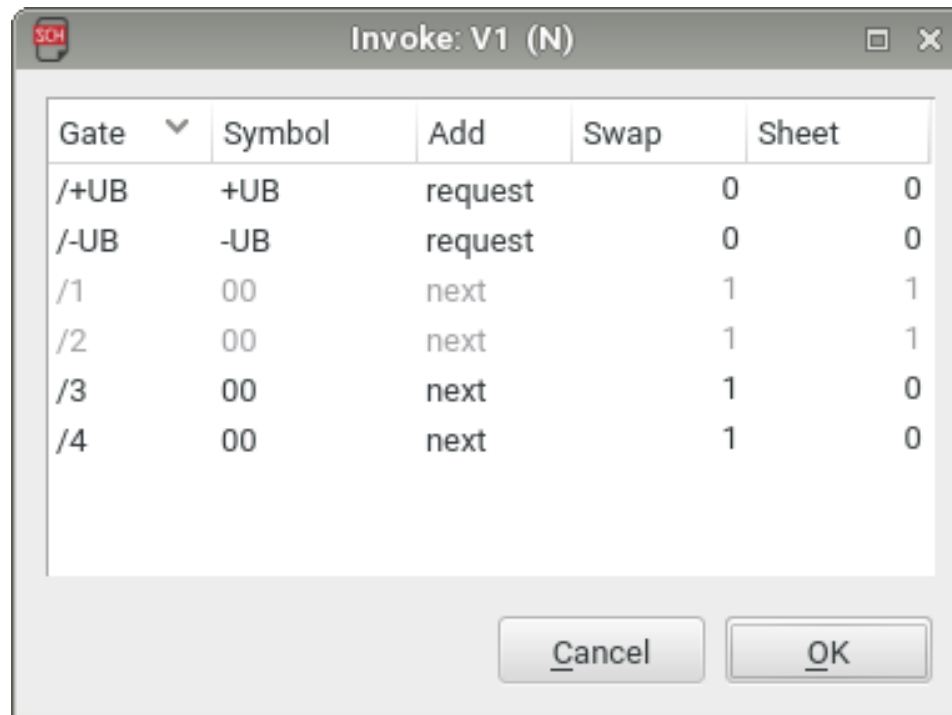 SCH Invoke: V1 (N)
Gate Symbol Add Swap Sheet
/+UB +UB request 0 0
/-UB -UB request 0 0
/1 00 next 1 1
/2 00 next 1 1
/3 00 next 1 0
/4 00 next 1 0
Cancel OK